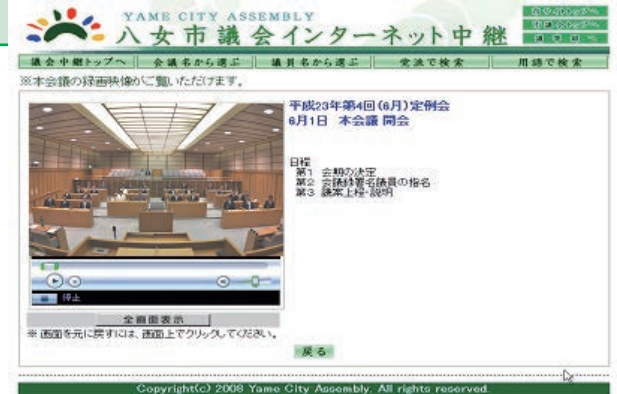 YAME CITY ASSEMBLY
八女市議会インターネット中継
議会中継トップへ 会議名から選ぶ 議員名から選ぶ 会派で検索 用語で検索
※本会議の録画映像がご覧いただけます。
平成23年第4回(6月)定例会
6月1日 本会議 開会
日程
第1 会期の決定
第2 会議録署名議員の指名
第3 議案上程・説明
停止
全画面表示
※ 画面を元に戻すには、画面上でクリックしてください。
戻る
Copyright(c) 2008 Yame City Assembly. All rights reserved.